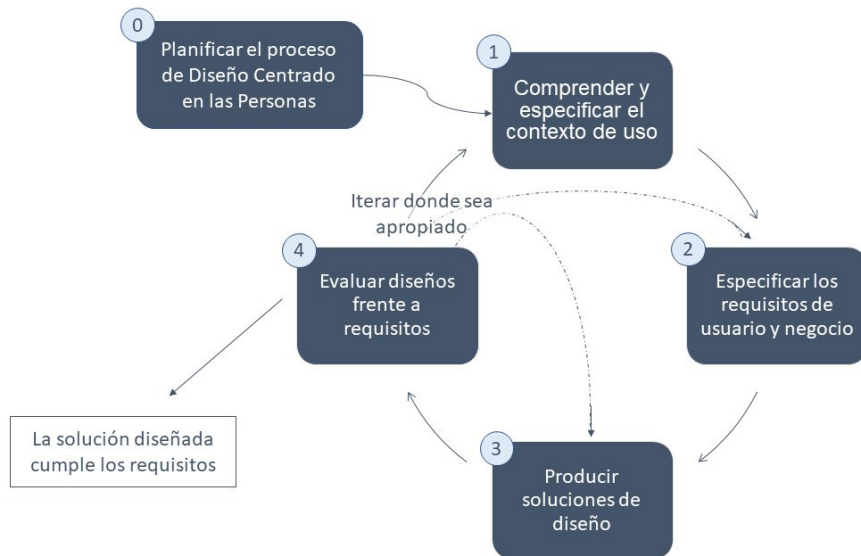 0
Planificar el proceso
de Diseño Centrado
en las Personas
1
Comprender y
especificar el
contexto de uso
Iterar donde sea
apropiado
4
Evaluar diseños
frente a
requisitos
2
Especificar los
requisitos de
usuario y negocio
La solución diseñada
cumple los requisitos
3
Producir
soluciones de
diseño